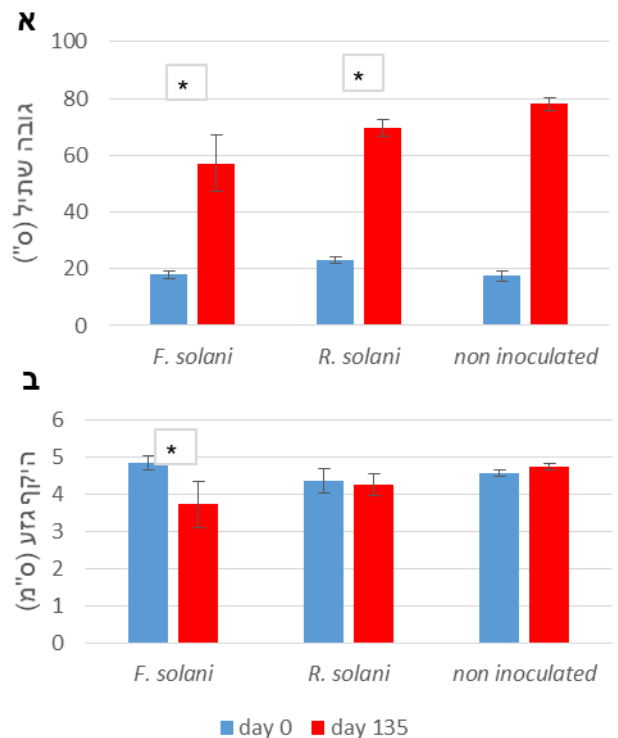 א
גובה שתיל (ס")
100
80
60
40
20
0
*
*
F. solani
R. solani
non inoculated
ב
היקף גזע (ס"מ)
6
5
4
3
2
1
0
*
F. solani
R. solani
non inoculated
day 0
day 135